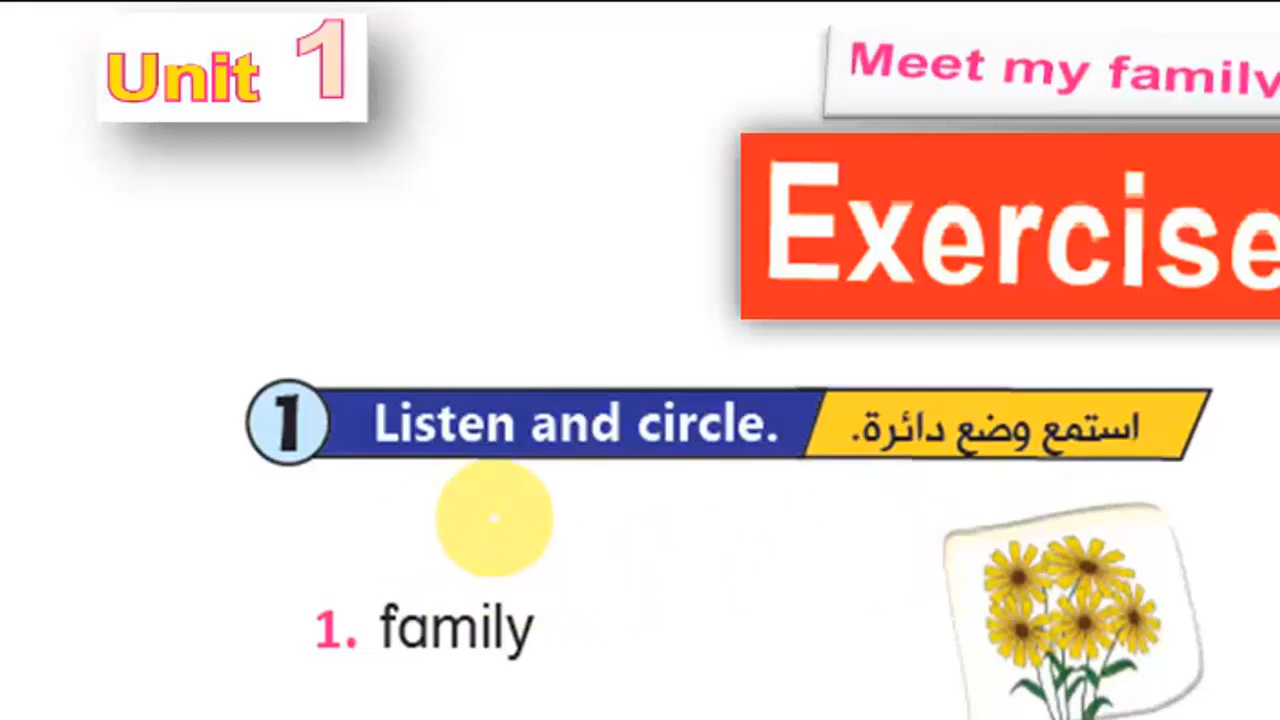 Unit 1
Meet my family
Exercise
1 Listen and circle. استمع وضع دائرة.
1. family